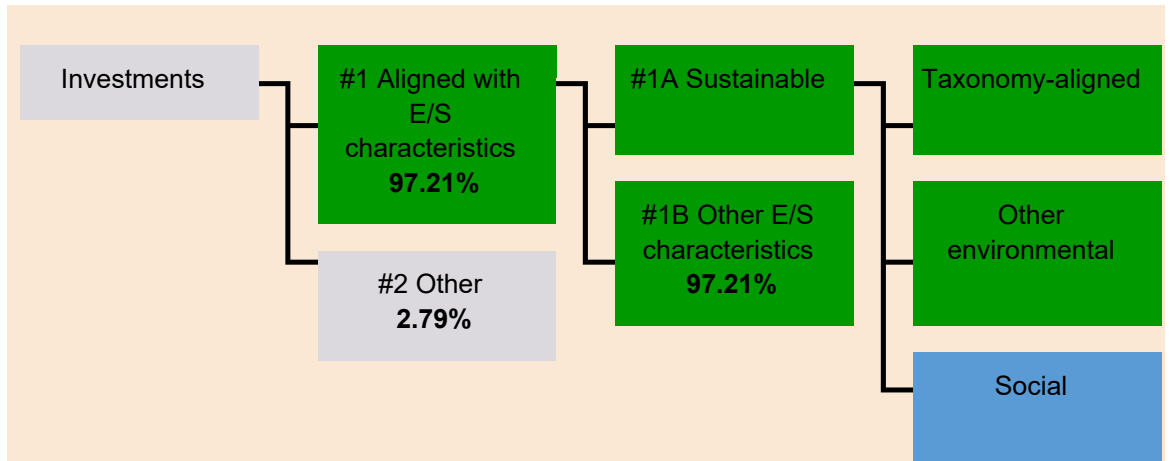 Investments
#1 Aligned with
E/S
characteristics
97.21%
#2 Other
2.79%
#1A Sustainable
#1B Other E/S
characteristics
97.21%
Taxonomy-aligned
Other
environmental
Social